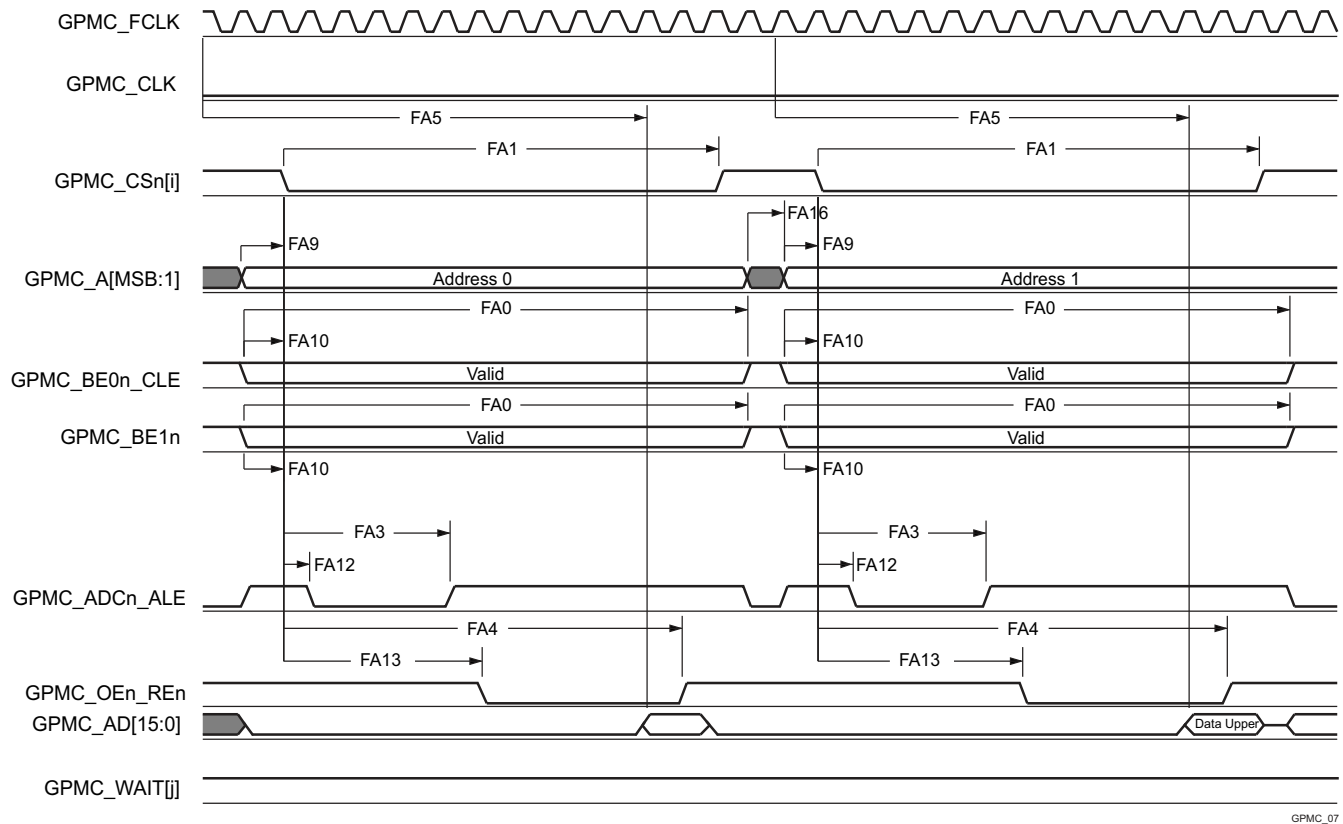 GPMC_FCLK
GPMC_CLK
FA5 FA5
FA1 FA1
GPMC_CSn[i]
FA16
FA9 FA9
GPMC_A[MSB:1] Address 0 Address 1
FA0 FA0
FA10 FA10
GPMC_BE0n_CLE Valid Valid
FA0 FA0
GPMC_BE1n Valid Valid
FA10 FA10
FA3 FA3
FA12 FA12
GPMC_ADCn_ALE
FA4 FA4
FA13 FA13
GPMC_OEn_REn
GPMC_AD[15:0] Data Upper
GPMC_WAIT[j]
GPMC_07